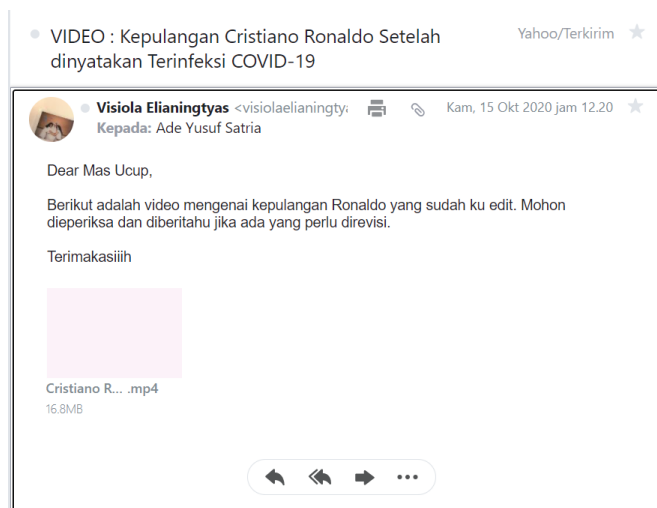 VIDEO : Kepulangan Cristiano Ronaldo Setelah
dinyatakan Terinfeksi COVID-19
Yahoo/Terkirim
Visiola Elianingtyas <visiolaelianingty
Kam, 15 Okt 2020 jam 12.20
Kepada: Ade Yusuf Satria
Dear Mas Ucup,
Berikut adalah video mengenai kepulangan Ronaldo yang sudah ku edit. Mohon
dieperiksa dan diberitahu jika ada yang perlu direvisi.
Terimakasiiih
Cristiano R... .mp4
16.8MB